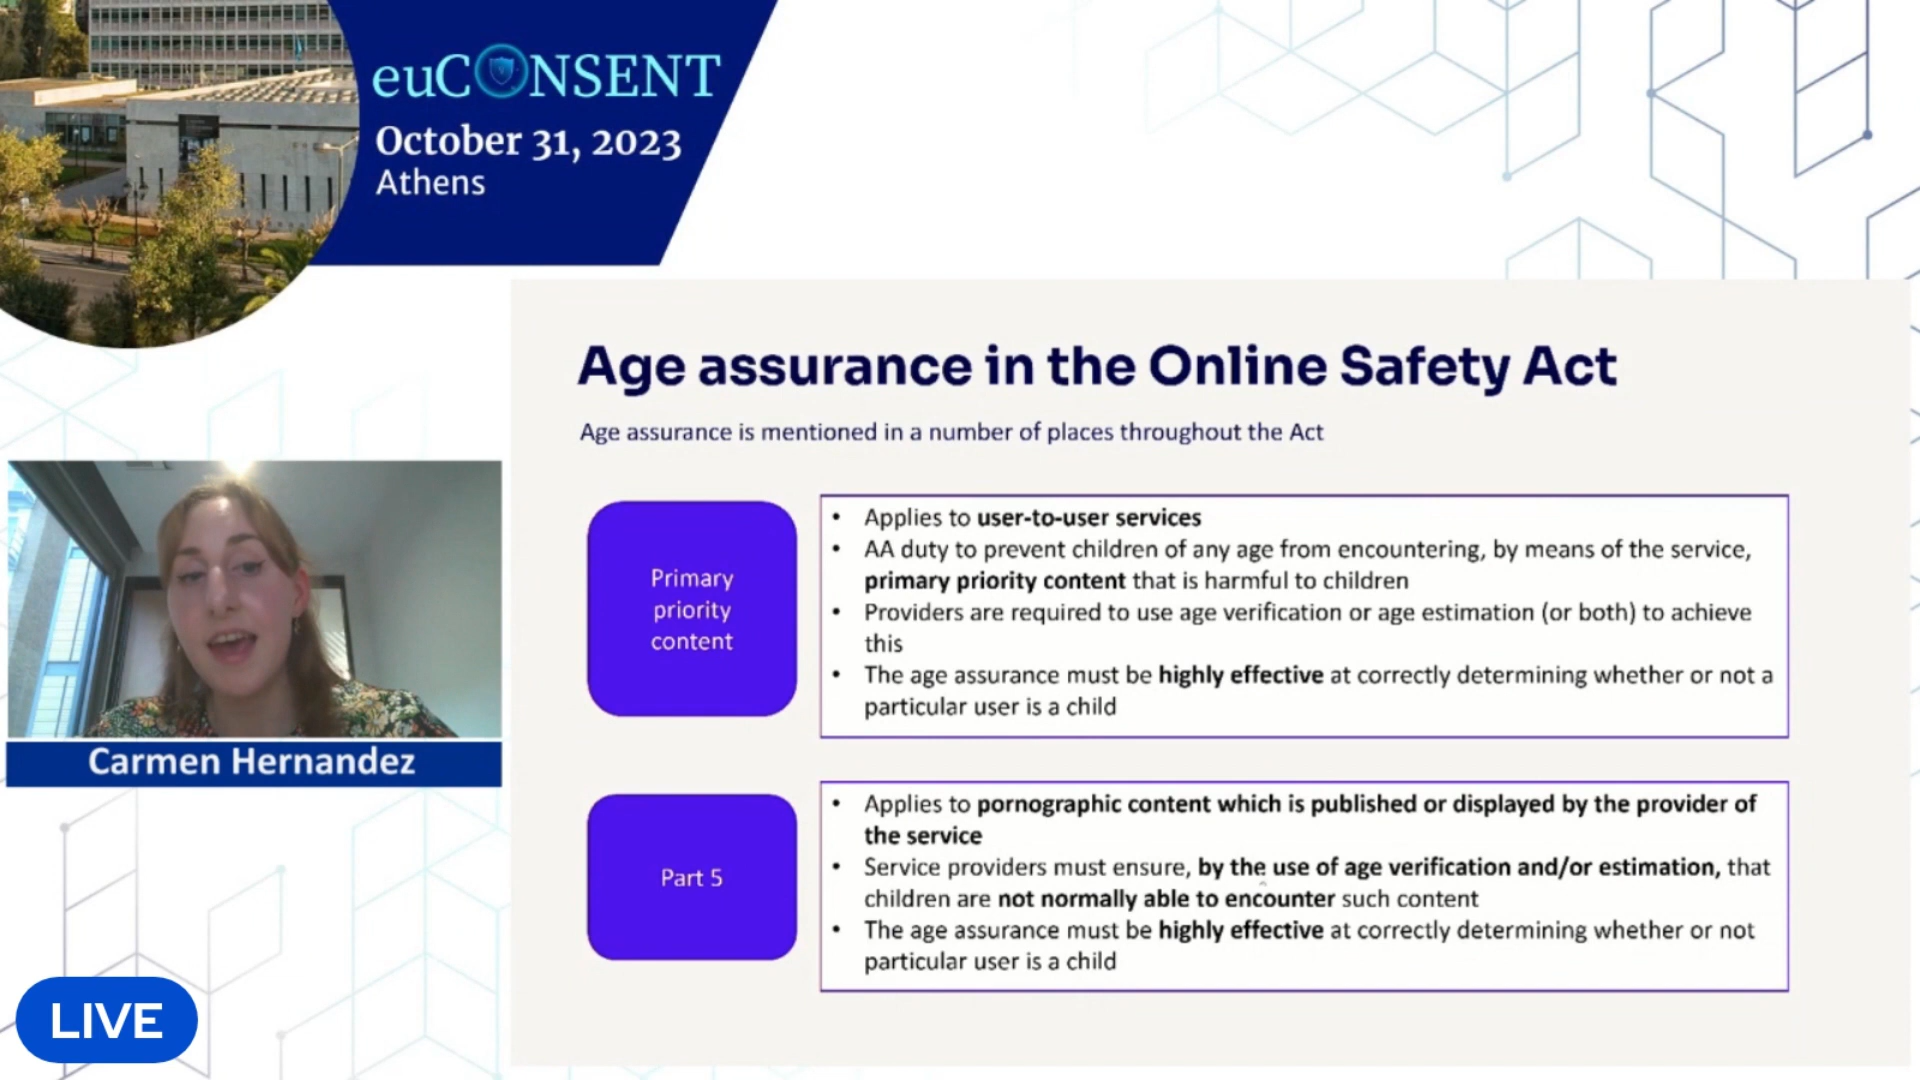 euCONSENT
October 31, 2023
Athens
Age assurance in the Online Safety Act
Age assurance is mentioned in a number of places throughout the Act
Primary
priority
content
• Applies to user-to-user services
• AA duty to prevent children of any age from encountering, by means of the service,
primary priority content that is harmful to children
• Providers are required to use age verification or age estimation (or both) to achieve
this
• The age assurance must be highly effective at correctly determining whether or not a
particular user is a child
Carmen Hernandez
Part 5
• Applies to pornographic content which is published or displayed by the provider of
the service
• Service providers must ensure, by the use of age verification and/or estimation, that
children are not normally able to encounter such content
• The age assurance must be highly effective at correctly determining whether or not
particular user is a child
LIVE